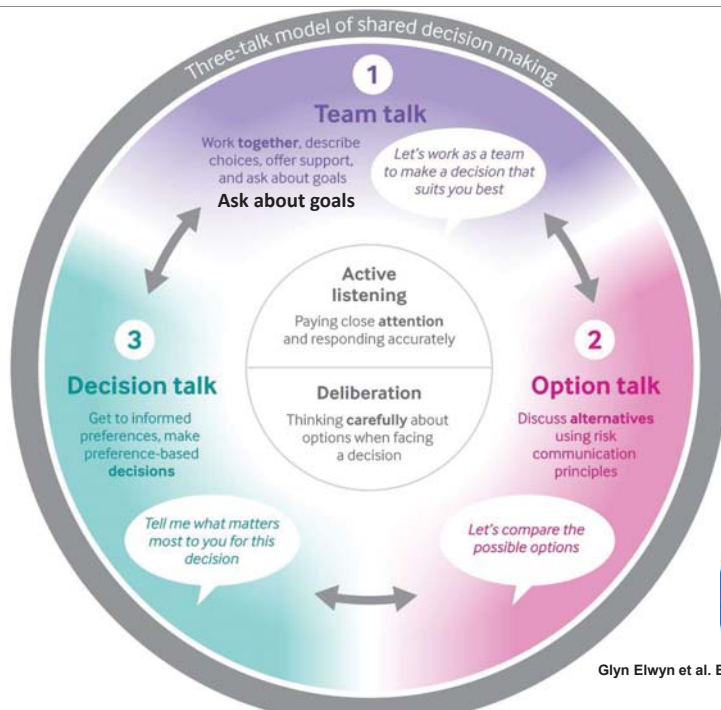 Three-talk model of shared decision making
1
Team talk
Work together, describe
choices, offer support,
and ask about goals
Ask about goals
Let's work as a team
to make a decision that
suits you best
Active
listening
Paying close attention
and responding accurately
Deliberation
Thinking carefully about
options when facing
a decision
3
Decision talk
Get to informed
preferences, make
preference-based
decisions
Tell me what matters
most to you for this
decision
2
Option talk
Discuss alternatives
using risk
communication
principles
Let's compare the
possible options
Glyn Elwyn et al.